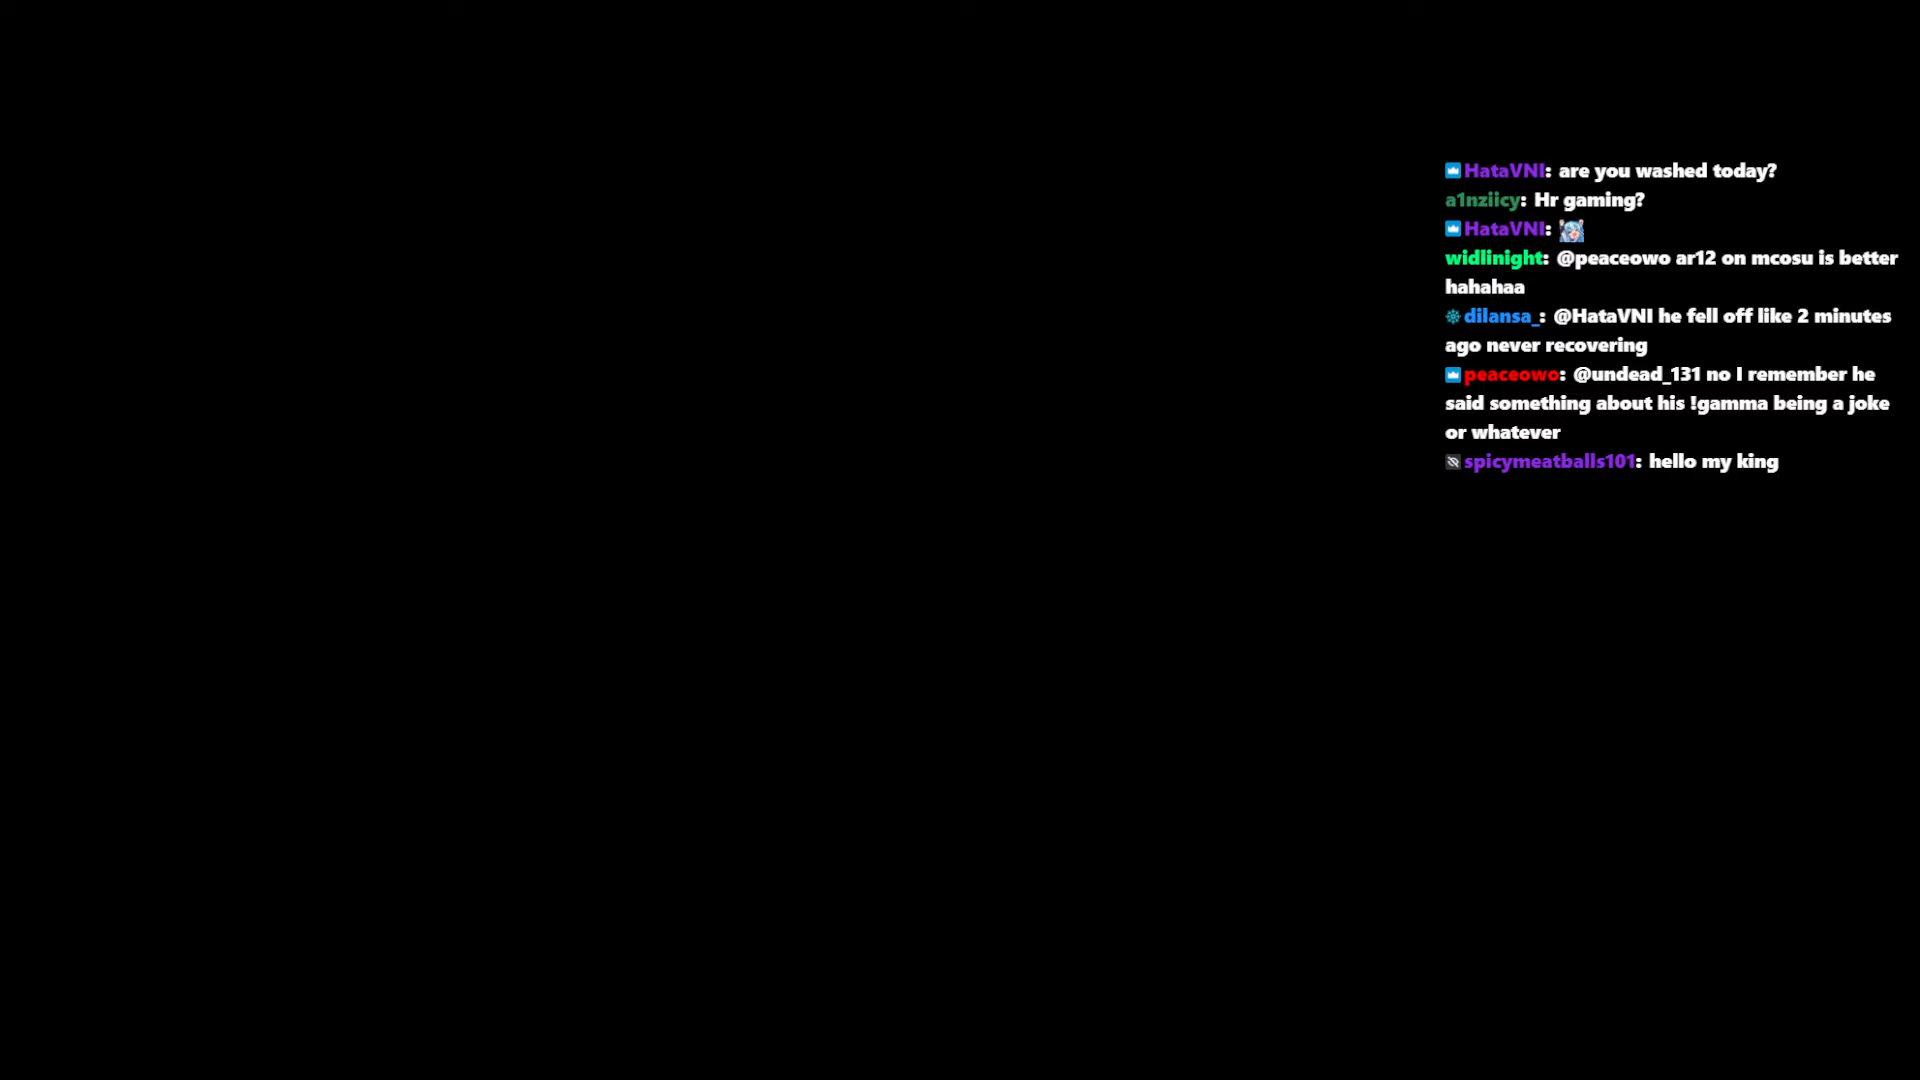 HataVNI: are you washed today?
a1nziicy: Hr gaming?
HataVNI:
widlinight: @peaceowo ar12 on mcosu is better
hahahaa
dilansa_: @HataVNI he fell off like 2 minutes
ago never recovering
peaceowo: @undead_131 no I remember he
said something about his !gamma being a joke
or whatever
spicymeatballs101: hello my king